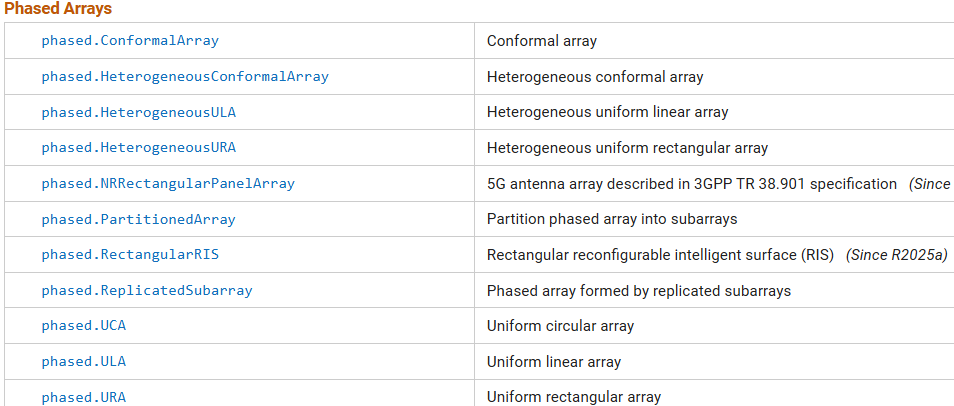 Phased Arrays
phased.ConformalArray Conformal array
phased.HeterogeneousConformalArray Heterogeneous conformal array
phased.HeterogeneousULA Heterogeneous uniform linear array
phased.HeterogeneousURA Heterogeneous uniform rectangular array
phased.NRRectangularPanelArray 5G antenna array described in 3GPP TR 38.901 specification (Since
phased.PartitionedArray Partition phased array into subarrays
phased.RectangularRIS Rectangular reconfigurable intelligent surface (RIS) (Since R2025a)
phased.ReplicatedSubarray Phased array formed by replicated subarrays
phased.UCA Uniform circular array
phased.ULA Uniform linear array
phased.URA Uniform rectangular array